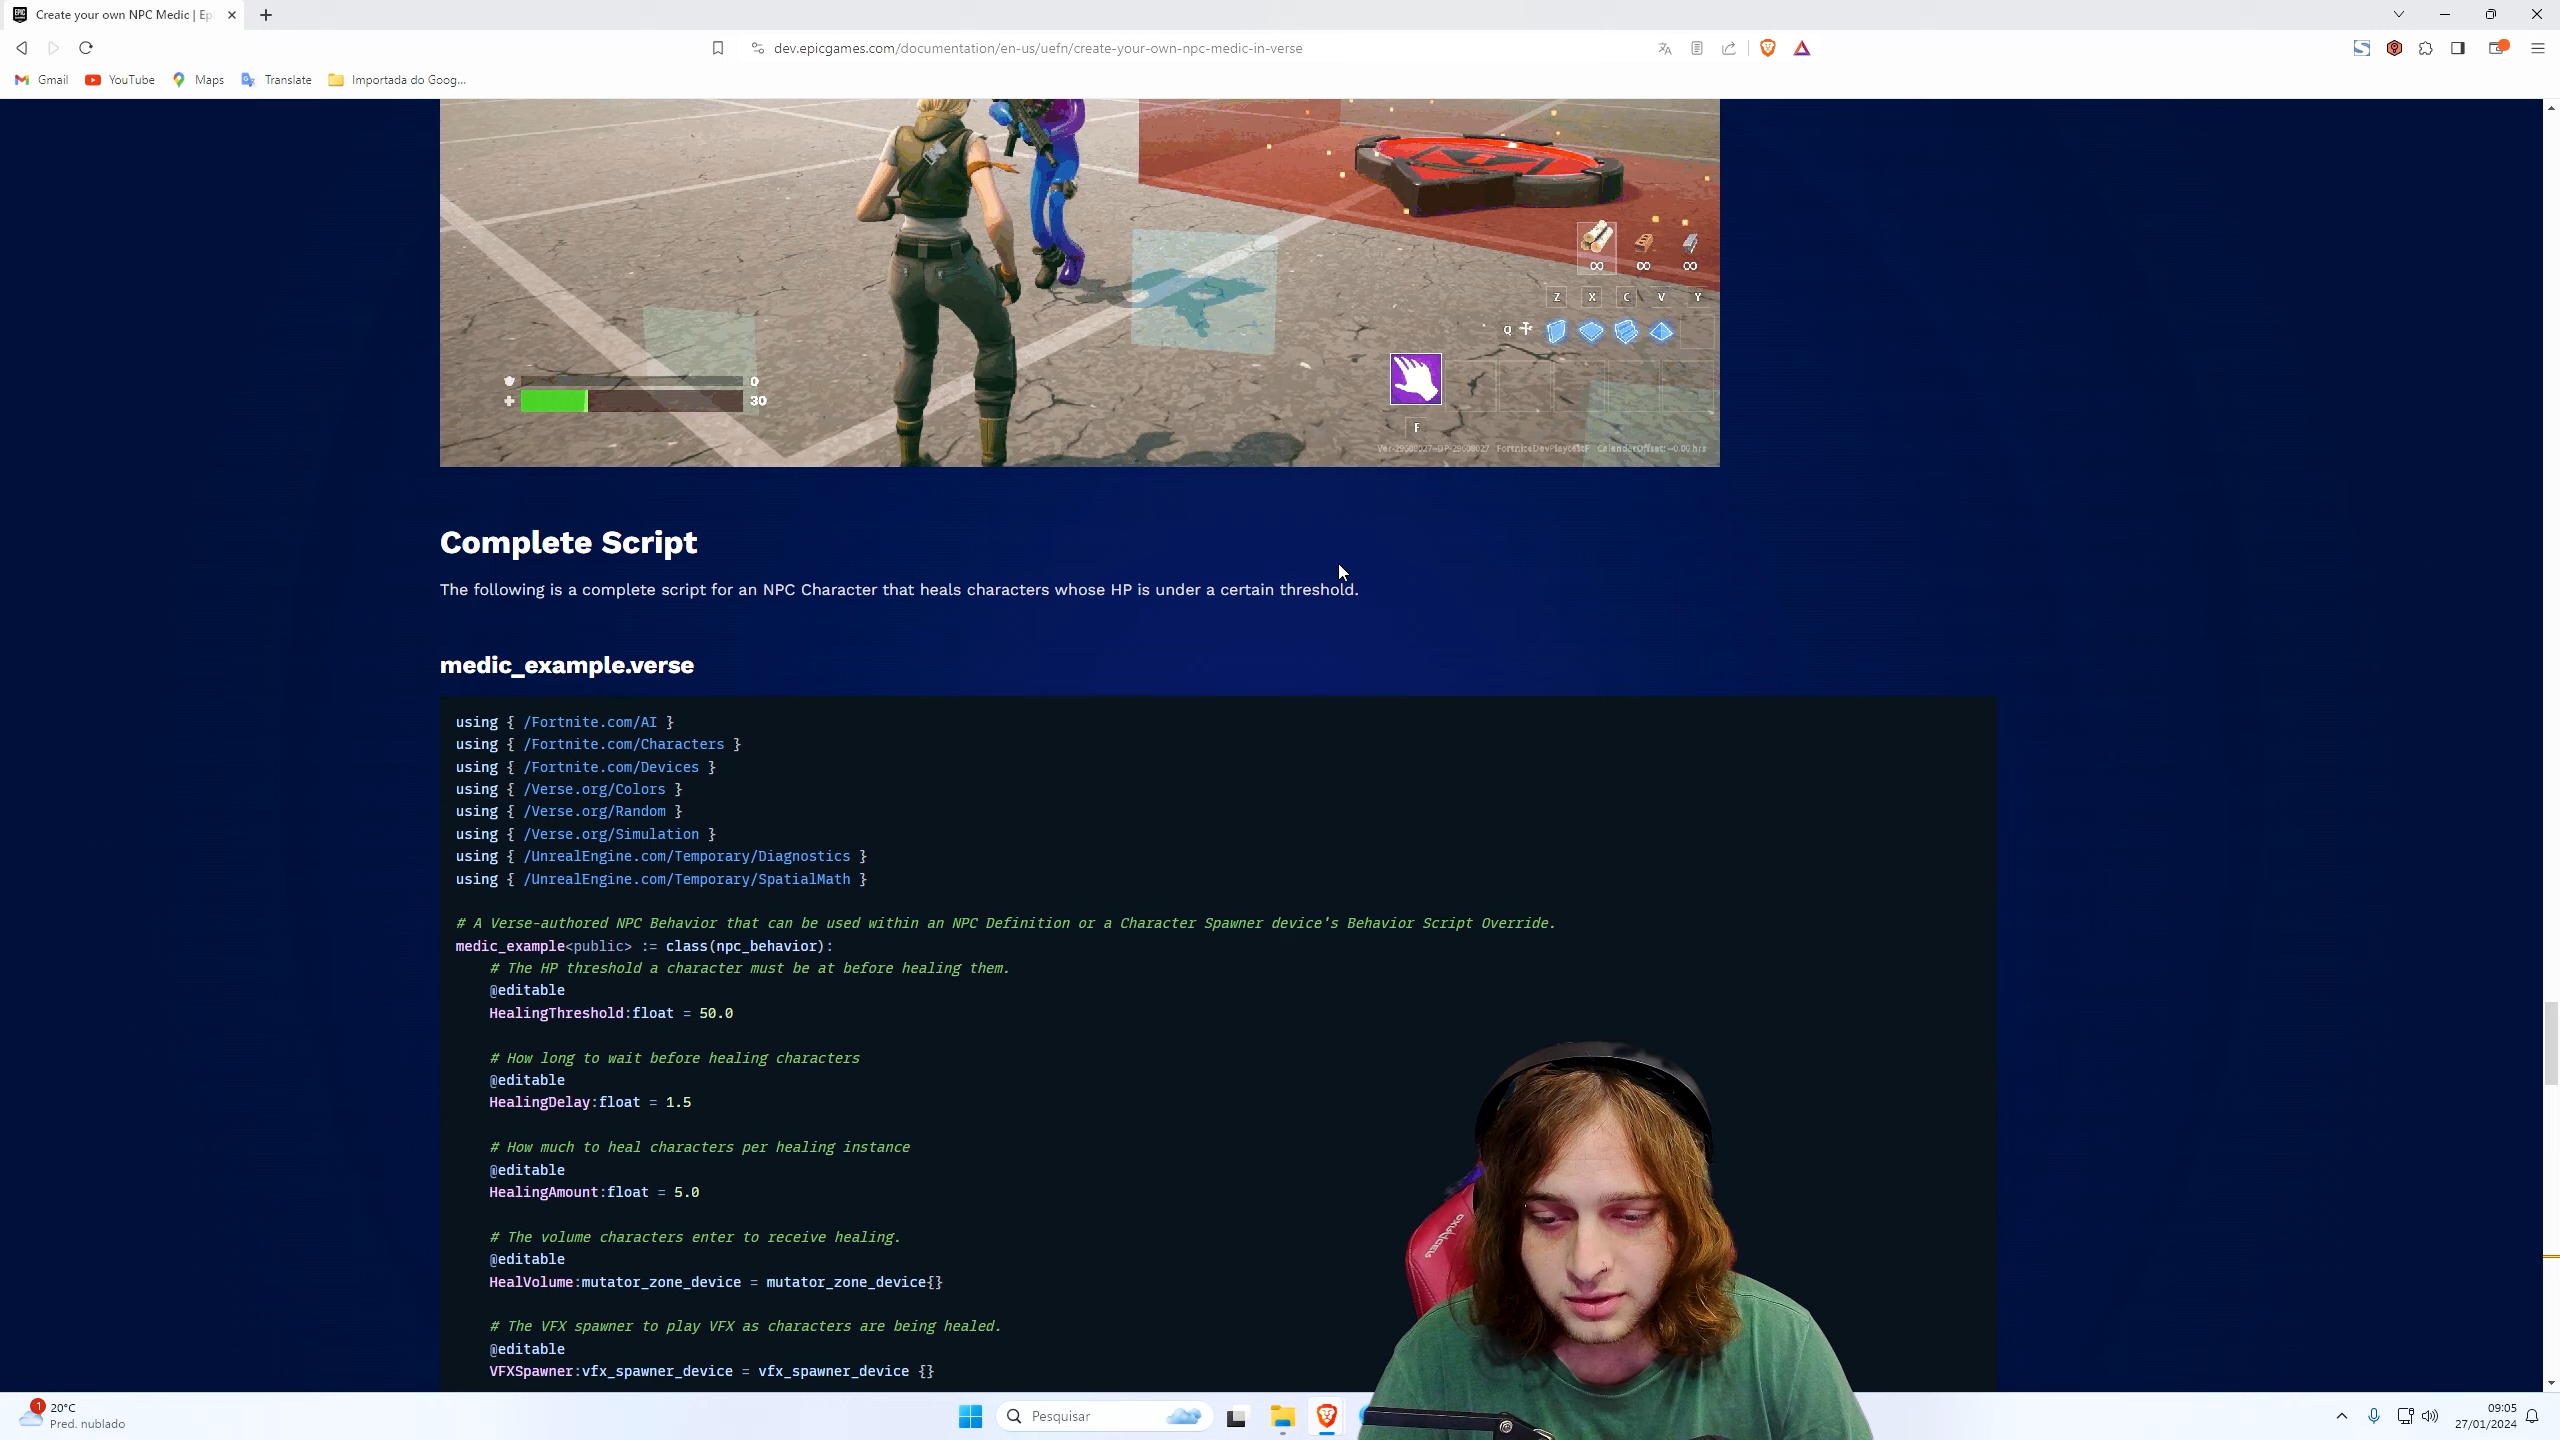 Create your own NPC Medic | Ep
dev.epicgames.com/documentation/en-us/uefn/create-your-own-npc-medic-in-verse
Gmail
YouTube
Maps
Translate
Importada do Goog...
∞ ∞ ∞
Z X C V Y
Q
0
30
F
Complete Script
The following is a complete script for an NPC Character that heals characters whose HP is under a certain threshold.
medic_example.verse
using { /Fortnite.com/AI }
using { /Fortnite.com/Characters }
using { /Fortnite.com/Devices }
using { /Verse.org/Colors }
using { /Verse.org/Random }
using { /Verse.org/Simulation }
using { /UnrealEngine.com/Temporary/Diagnostics }
using { /UnrealEngine.com/Temporary/SpatialMath }
# A Verse-authored NPC Behavior that can be used within an NPC Definition or a Character Spawner device's Behavior Script Override.
medic_example<public> := class(npc_behavior):
# The HP threshold a character must be at before healing them.
@editable
HealingThreshold:float = 50.0
# How long to wait before healing characters
@editable
HealingDelay:float = 1.5
# How much to heal characters per healing instance
@editable
HealingAmount:float = 5.0
# The volume characters enter to receive healing.
@editable
HealVolume:mutator_zone_device = mutator_zone_device{}
# The VFX spawner to play VFX as characters are being healed.
@editable
VFXSpawner:vfx_spawner_device = vfx_spawner_device {}
1
20°C
Pred. nublado
Pesquisar
09:05
27/01/2024